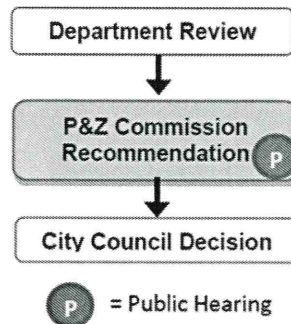 Department Review
P&Z Commission
Recommendation
P
City Council Decision
P = Public Hearing